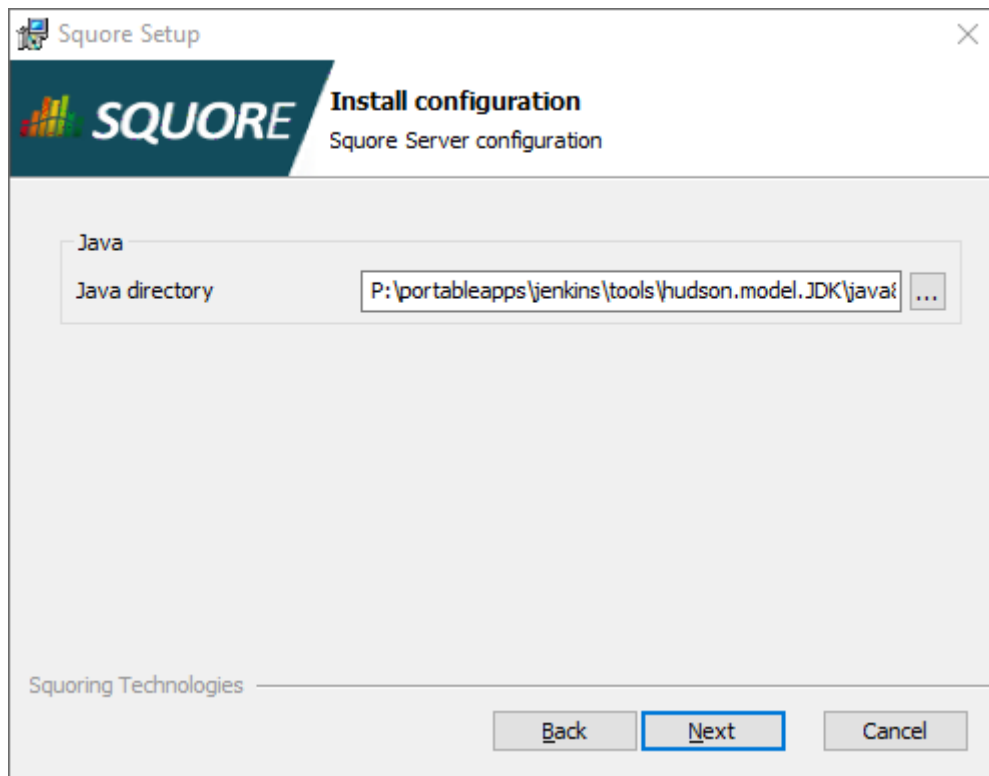 Squore Setup
SQUORE
Install configuration
Squore Server configuration
Java
Java directory
P:\portableapps\jenkins\tools\hudson.model.JDK\java8
...
Squoring Technologies
Back
Next
Cancel